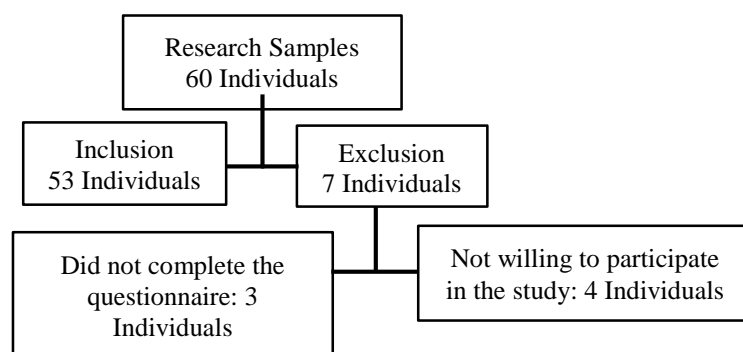 Research Samples
60 Individuals
Inclusion
53 Individuals
Exclusion
7 Individuals
Did not complete the
questionnaire: 3
Individuals
Not willing to participate
in the study: 4 Individuals